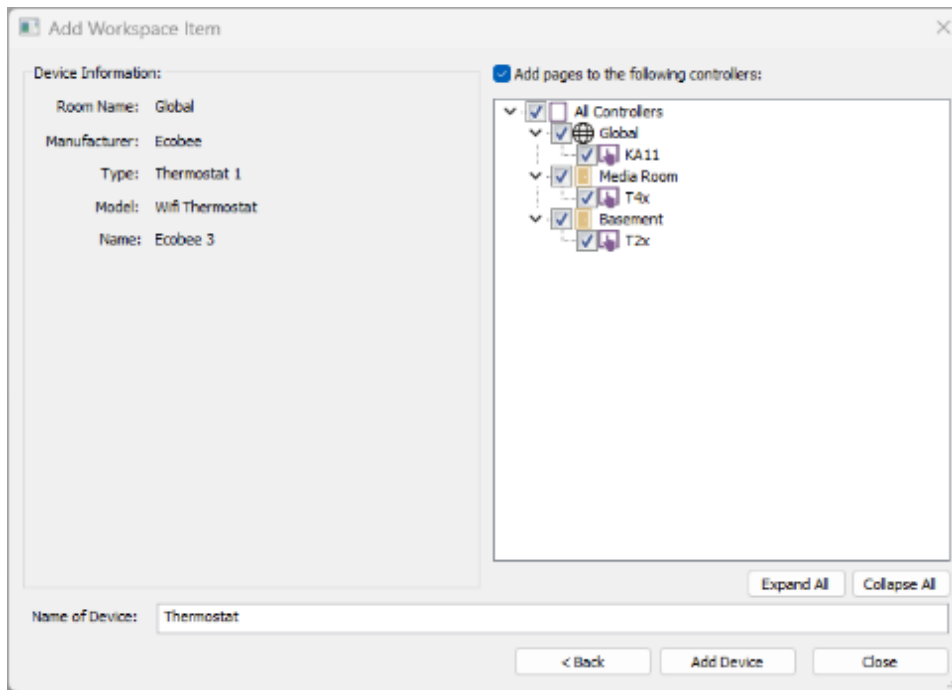 Add Workspace Item
Device Information:
Room Name: Global
Manufacturer: Ecobee
Type: Thermostat 1
Model: Wifi Thermostat
Name: Ecobee 3
Add pages to the following controllers:
All Controllers
Global
KA11
Media Room
T4x
Basement
T2x
Expand All Collapse All
Name of Device: Thermostat
< Back Add Device Close